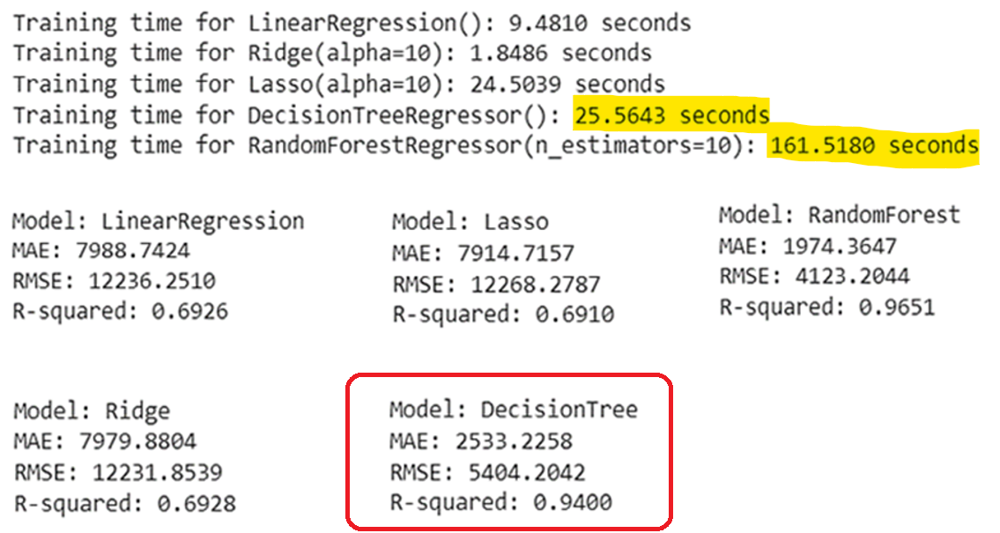 Training time for LinearRegression(): 9.4810 seconds
Training time for Ridge(alpha=10): 1.8486 seconds
Training time for Lasso(alpha=10): 24.5039 seconds
Training time for DecisionTreeRegressor(): 25.5643 seconds
Training time for RandomForestRegressor(n_estimators=10): 161.5180 seconds
Model: LinearRegression
MAE: 7988.7424
RMSE: 12236.2510
R-squared: 0.6926
Model: Lasso
MAE: 7914.7157
RMSE: 12268.2787
R-squared: 0.6910
Model: RandomForest
MAE: 1974.3647
RMSE: 4123.2044
R-squared: 0.9651
Model: Ridge
MAE: 7979.8804
RMSE: 12231.8539
R-squared: 0.6928
Model: DecisionTree
MAE: 2533.2258
RMSE: 5404.2042
R-squared: 0.9400